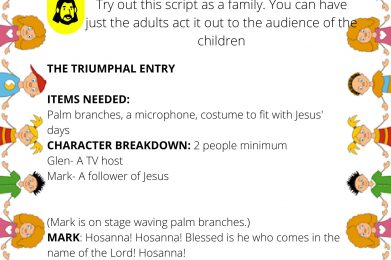 Try out this script as a family. You can have
just the adults act it out to the audience of the
children
THE TRIUMPHAL ENTRY
ITEMS NEEDED:
Palm branches, a microphone, costume to fit with Jesus'
days
CHARACTER BREAKDOWN: 2 people minimum
Glen- A TV host
Mark- A follower of Jesus
(Mark is on stage waving palm branches.)
MARK: Hosanna! Hosanna! Blessed is he who comes in the
name of the Lord! Hosanna!